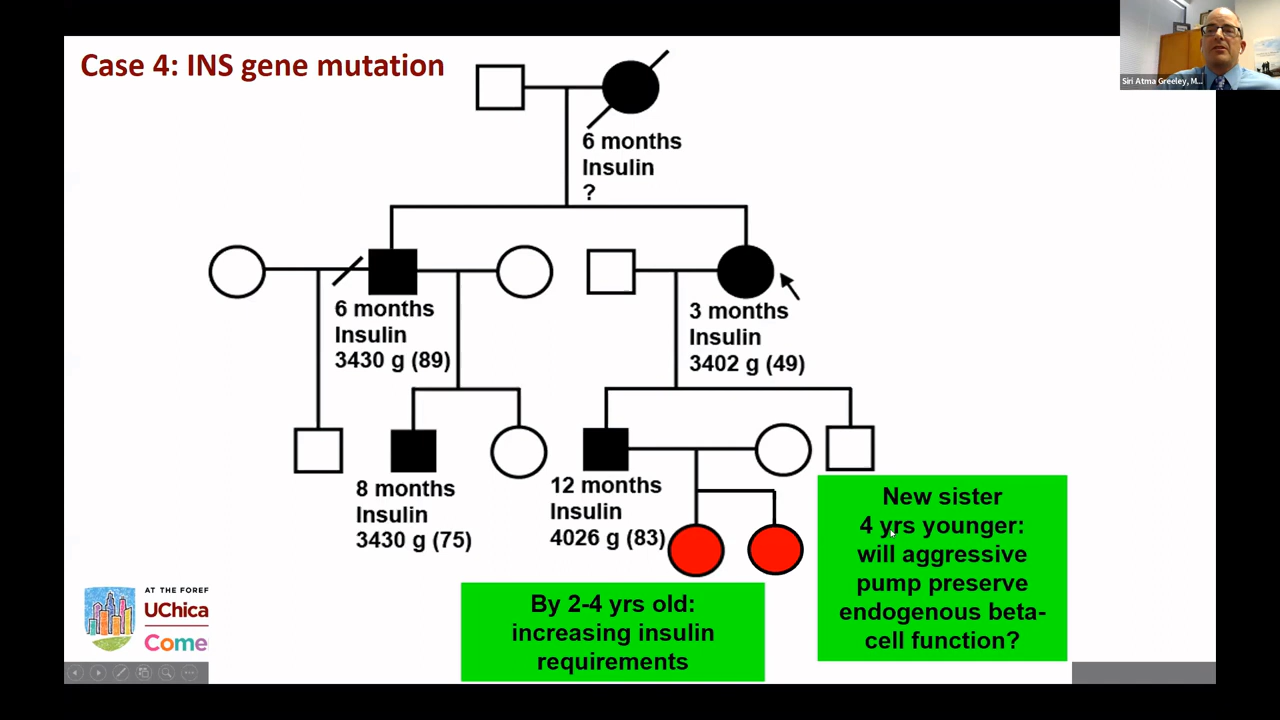 Case 4: INS gene mutation
Siri Atma Greeley, M...
6 months
Insulin
?
6 months
Insulin
3430 g (89)
3 months
Insulin
3402 g (49)
8 months
Insulin
3430 g (75)
12 months
Insulin
4026 g (83)
New sister
4 yrs younger:
will aggressive
pump preserve
endogenous beta-
cell function?
By 2-4 yrs old:
increasing insulin
requirements
AT THE FOREF
UChica
Come